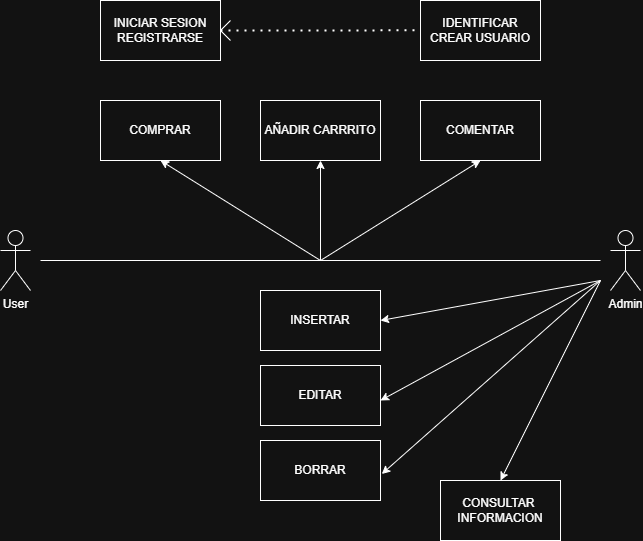 INICIAR SESION
REGISTRARSE
IDENTIFICAR
CREAR USUARIO
COMPRAR
AÑADIR CARRRITO
COMENTAR
User
Admin
INSERTAR
EDITAR
BORRAR
CONSULTAR
INFORMACION